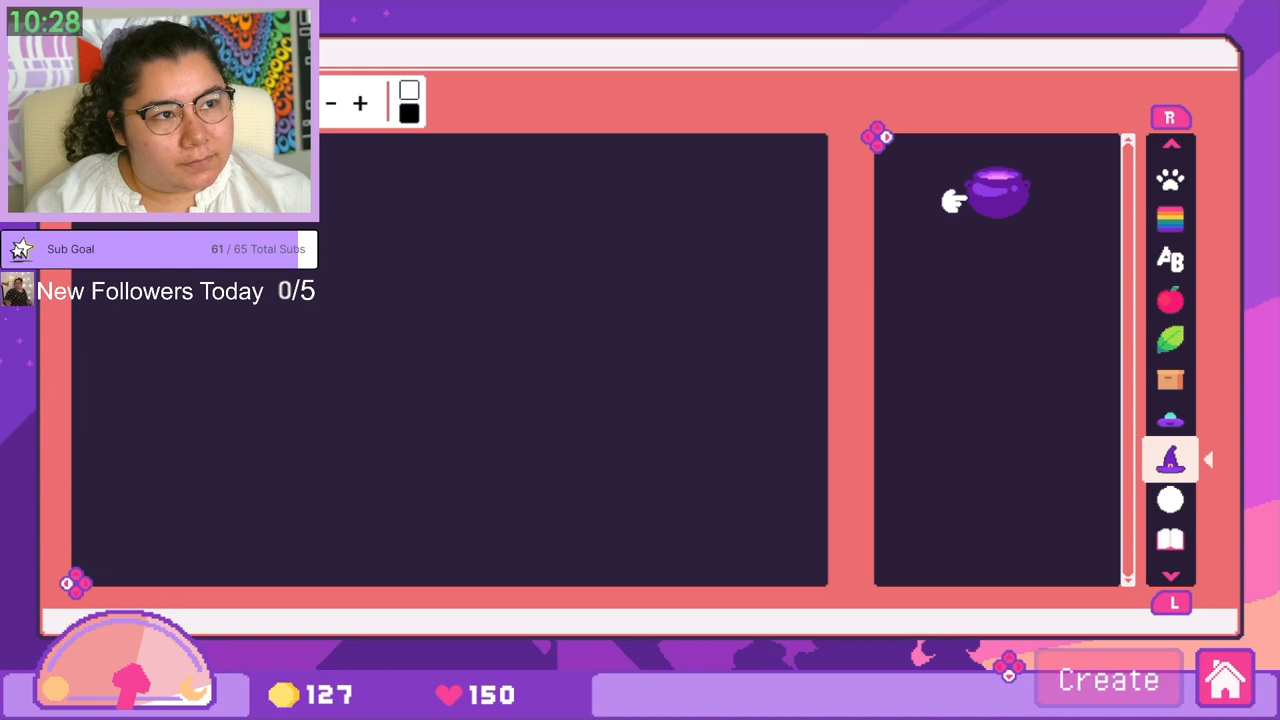 10:28
- +
R
Sub Goal 61 / 65 Total Subs
New Followers Today 0/5
AB
L
127
150
Create